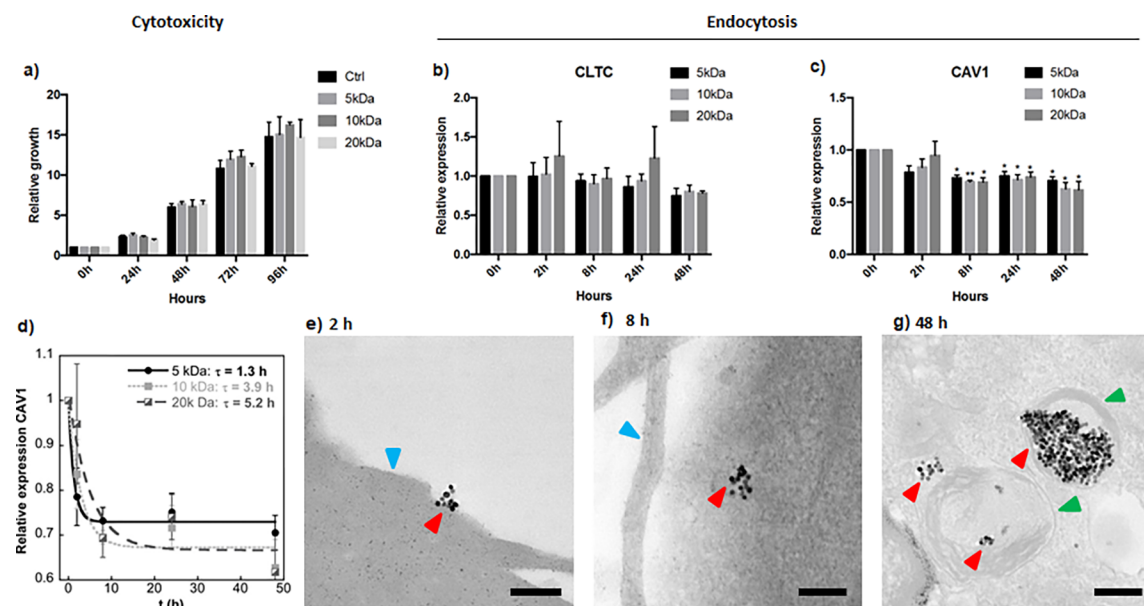 Cytotoxicity
Endocytosis
a)
Ctrl
5kDa
10kDa
20kDa
Relative growth
20
15
10
5
0
0h
24h
48h
72h
96h
Hours
b)
CLTC
5kDa
10kDa
20kDa
Relative expression
2.0
1.5
1.0
0.5
0.0
0h
2h
8h
24h
48h
Hours
c)
CAV1
5kDa
10kDa
20kDa
Relative expression
1.5
1.0
0.5
0.0
* ** *
* * *
* * *
0h
2h
8h
24h
48h
Hours
d)
Relative expression CAV1
1.1
1
0.9
0.8
0.7
0.6
5 kDa: τ = 1.3 h
10 kDa: τ = 3.9 h
20k Da: τ = 5.2 h
0
10
20
30
40
50
t (h)
e) 2 h
f) 8 h
g) 48 h